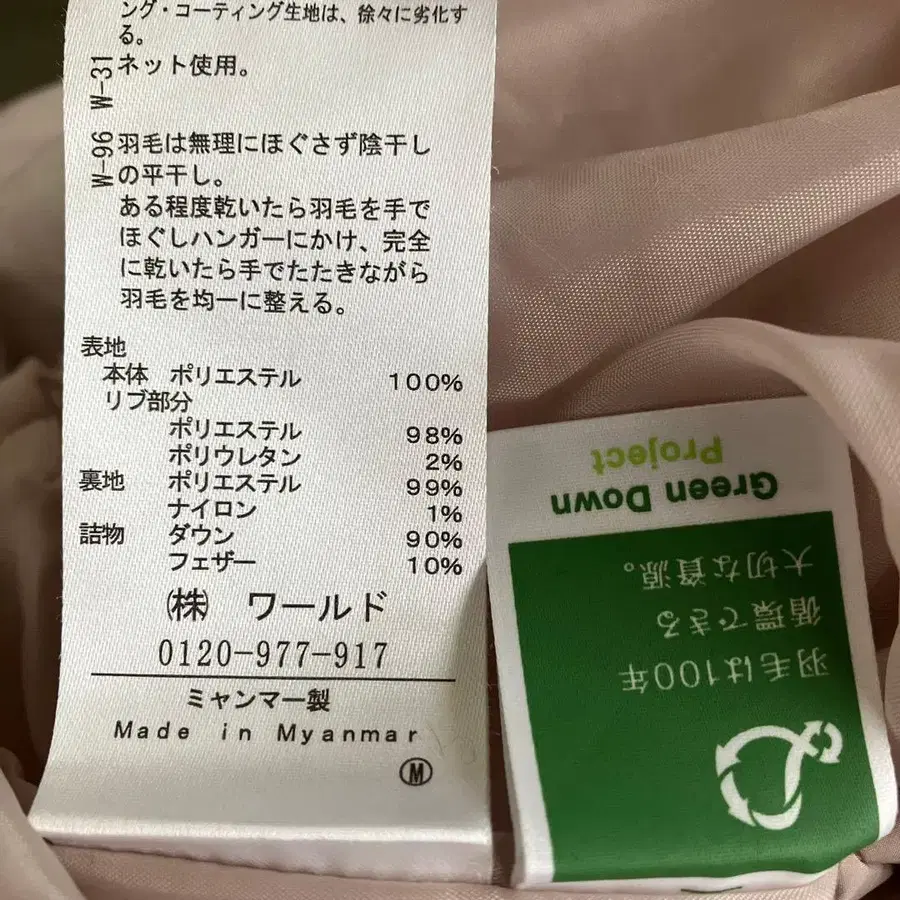 ング・コーティング生地は、徐々に劣化す
る。
W-31 ネット使用。
W-96 羽毛は無理にほぐさず陰干し
の平干し。
ある程度乾いたら羽毛を手で
ほぐしハンガーにかけ、完全
に乾いたら手でたたきながら
羽毛を均一に整える。
表地
本体 ポリエステル 100%
リブ部分
ポリエステル 98%
ポリウレタン 2%
裏地 ポリエステル 99%
ナイロン 1%
詰物 ダウン 90%
フェザー 10%
㈱ ワールド
0120-977-917
ミャンマー製
Made in Myanmar
Ⓜ
羽毛は100年
循環できる
大切な資源。
Green Down
Project